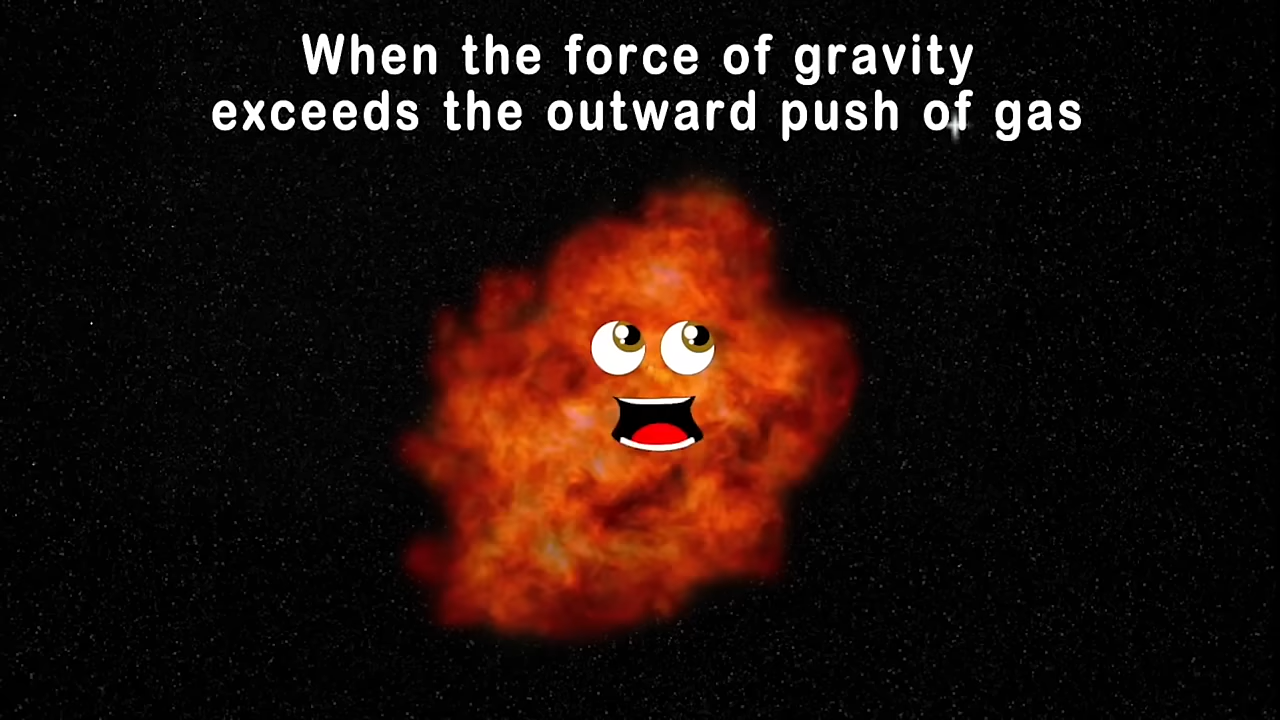 When the force of gravity
exceeds the outward push of gas